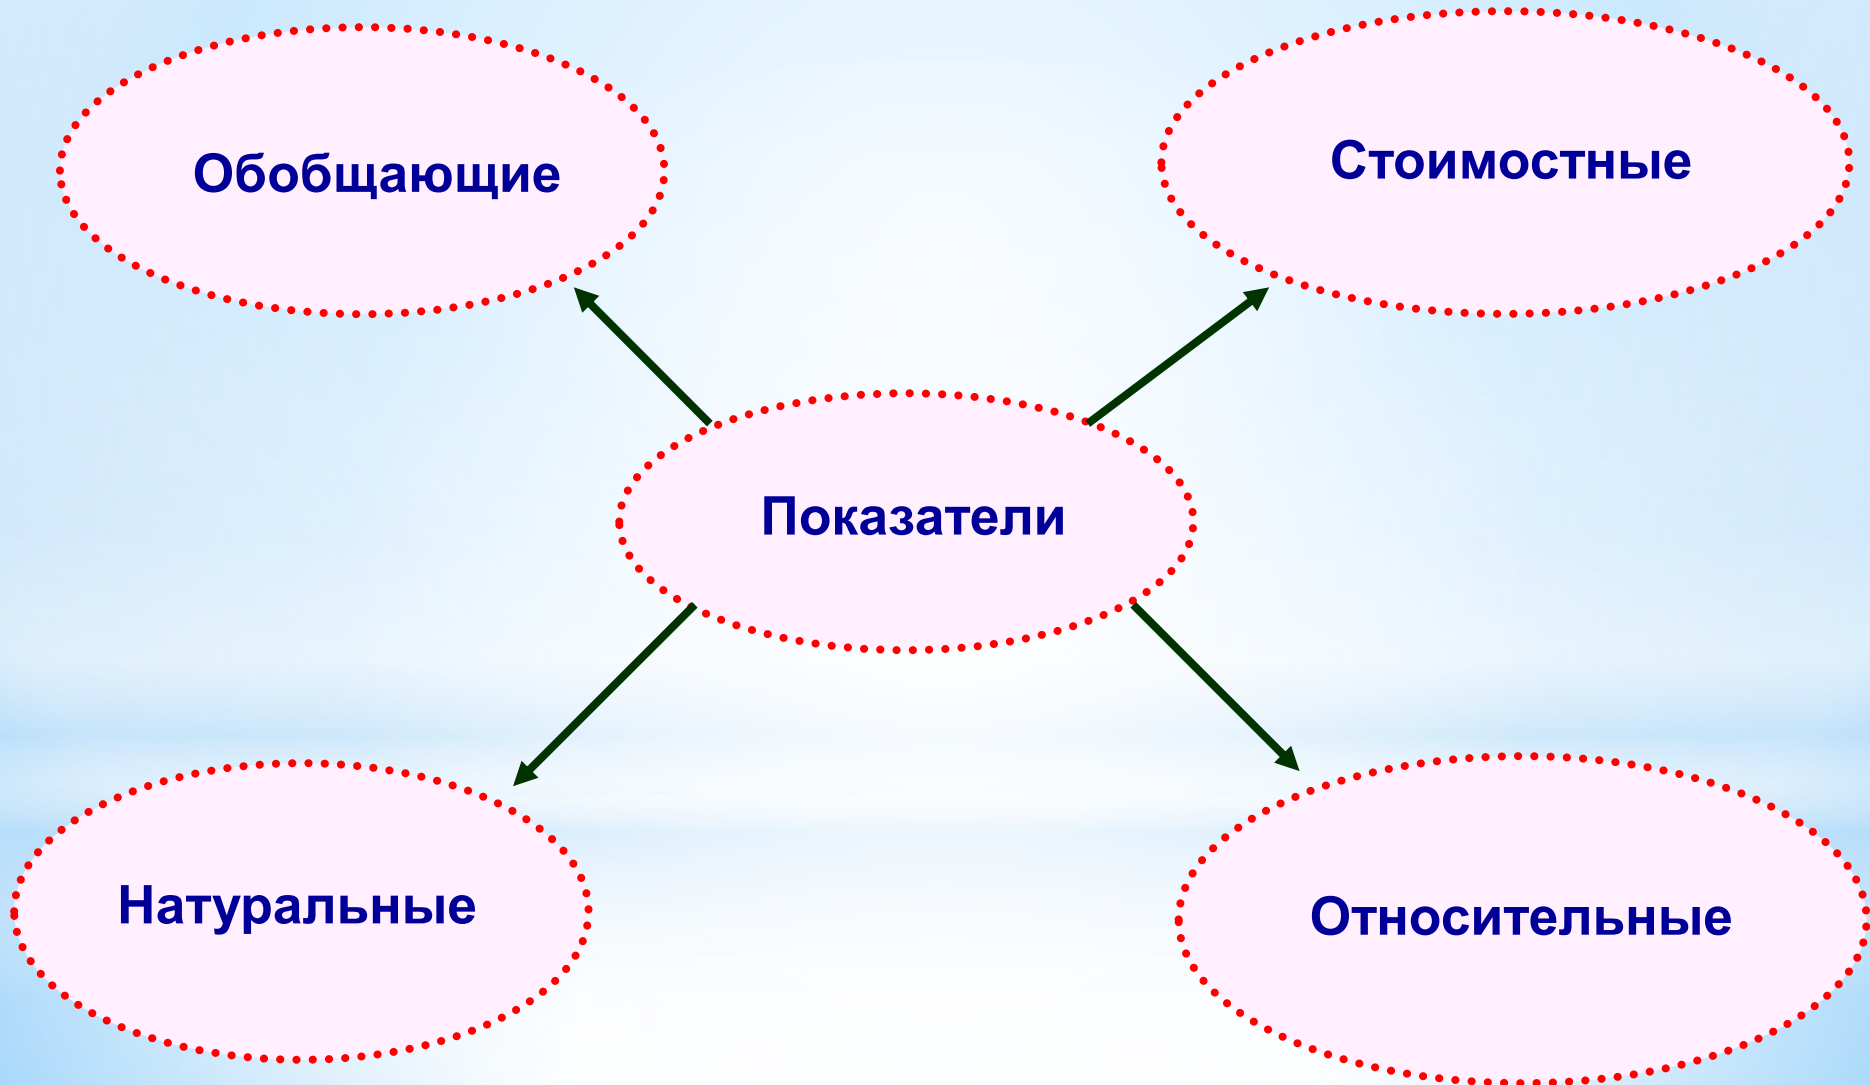 Обобщающие
Стоимостные
Показатели
Натуральные
Относительные